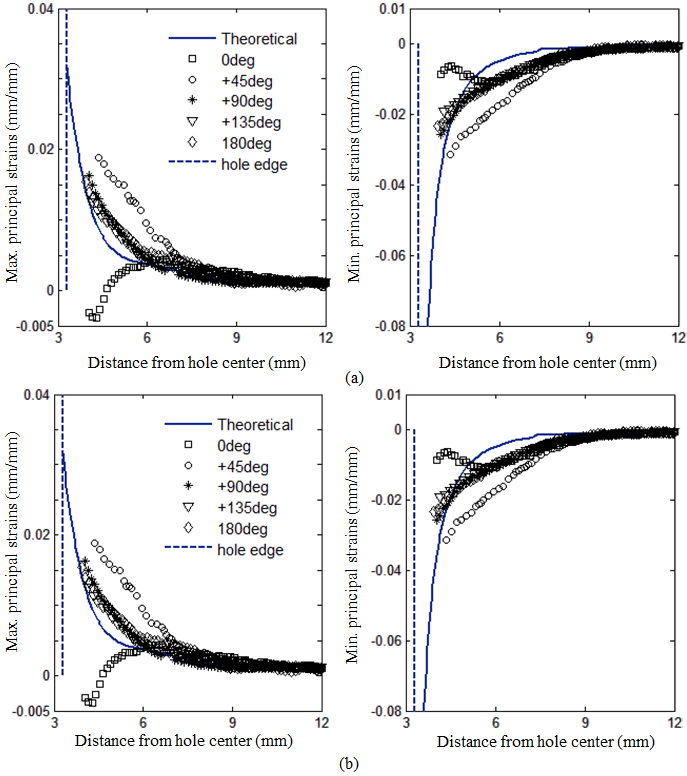 0.04
0.02
0
-0.005
Max. principal strains (mm/mm)
Theoretical
0deg
+45deg
+90deg
+135deg
180deg
hole edge
3 6 9 12
Distance from hole center (mm)
0.01
0
-0.02
-0.04
-0.06
-0.08
Min. principal strains (mm/mm)
3 6 9 12
Distance from hole center (mm)
(a)
0.04
0.02
0
-0.005
Max. principal strains (mm/mm)
Theoretical
0deg
+45deg
+90deg
+135deg
180deg
hole edge
3 6 9 12
Distance from hole center (mm)
0.01
0
-0.02
-0.04
-0.06
-0.08
Min. principal strains (mm/mm)
3 6 9 12
Distance from hole center (mm)
(b)